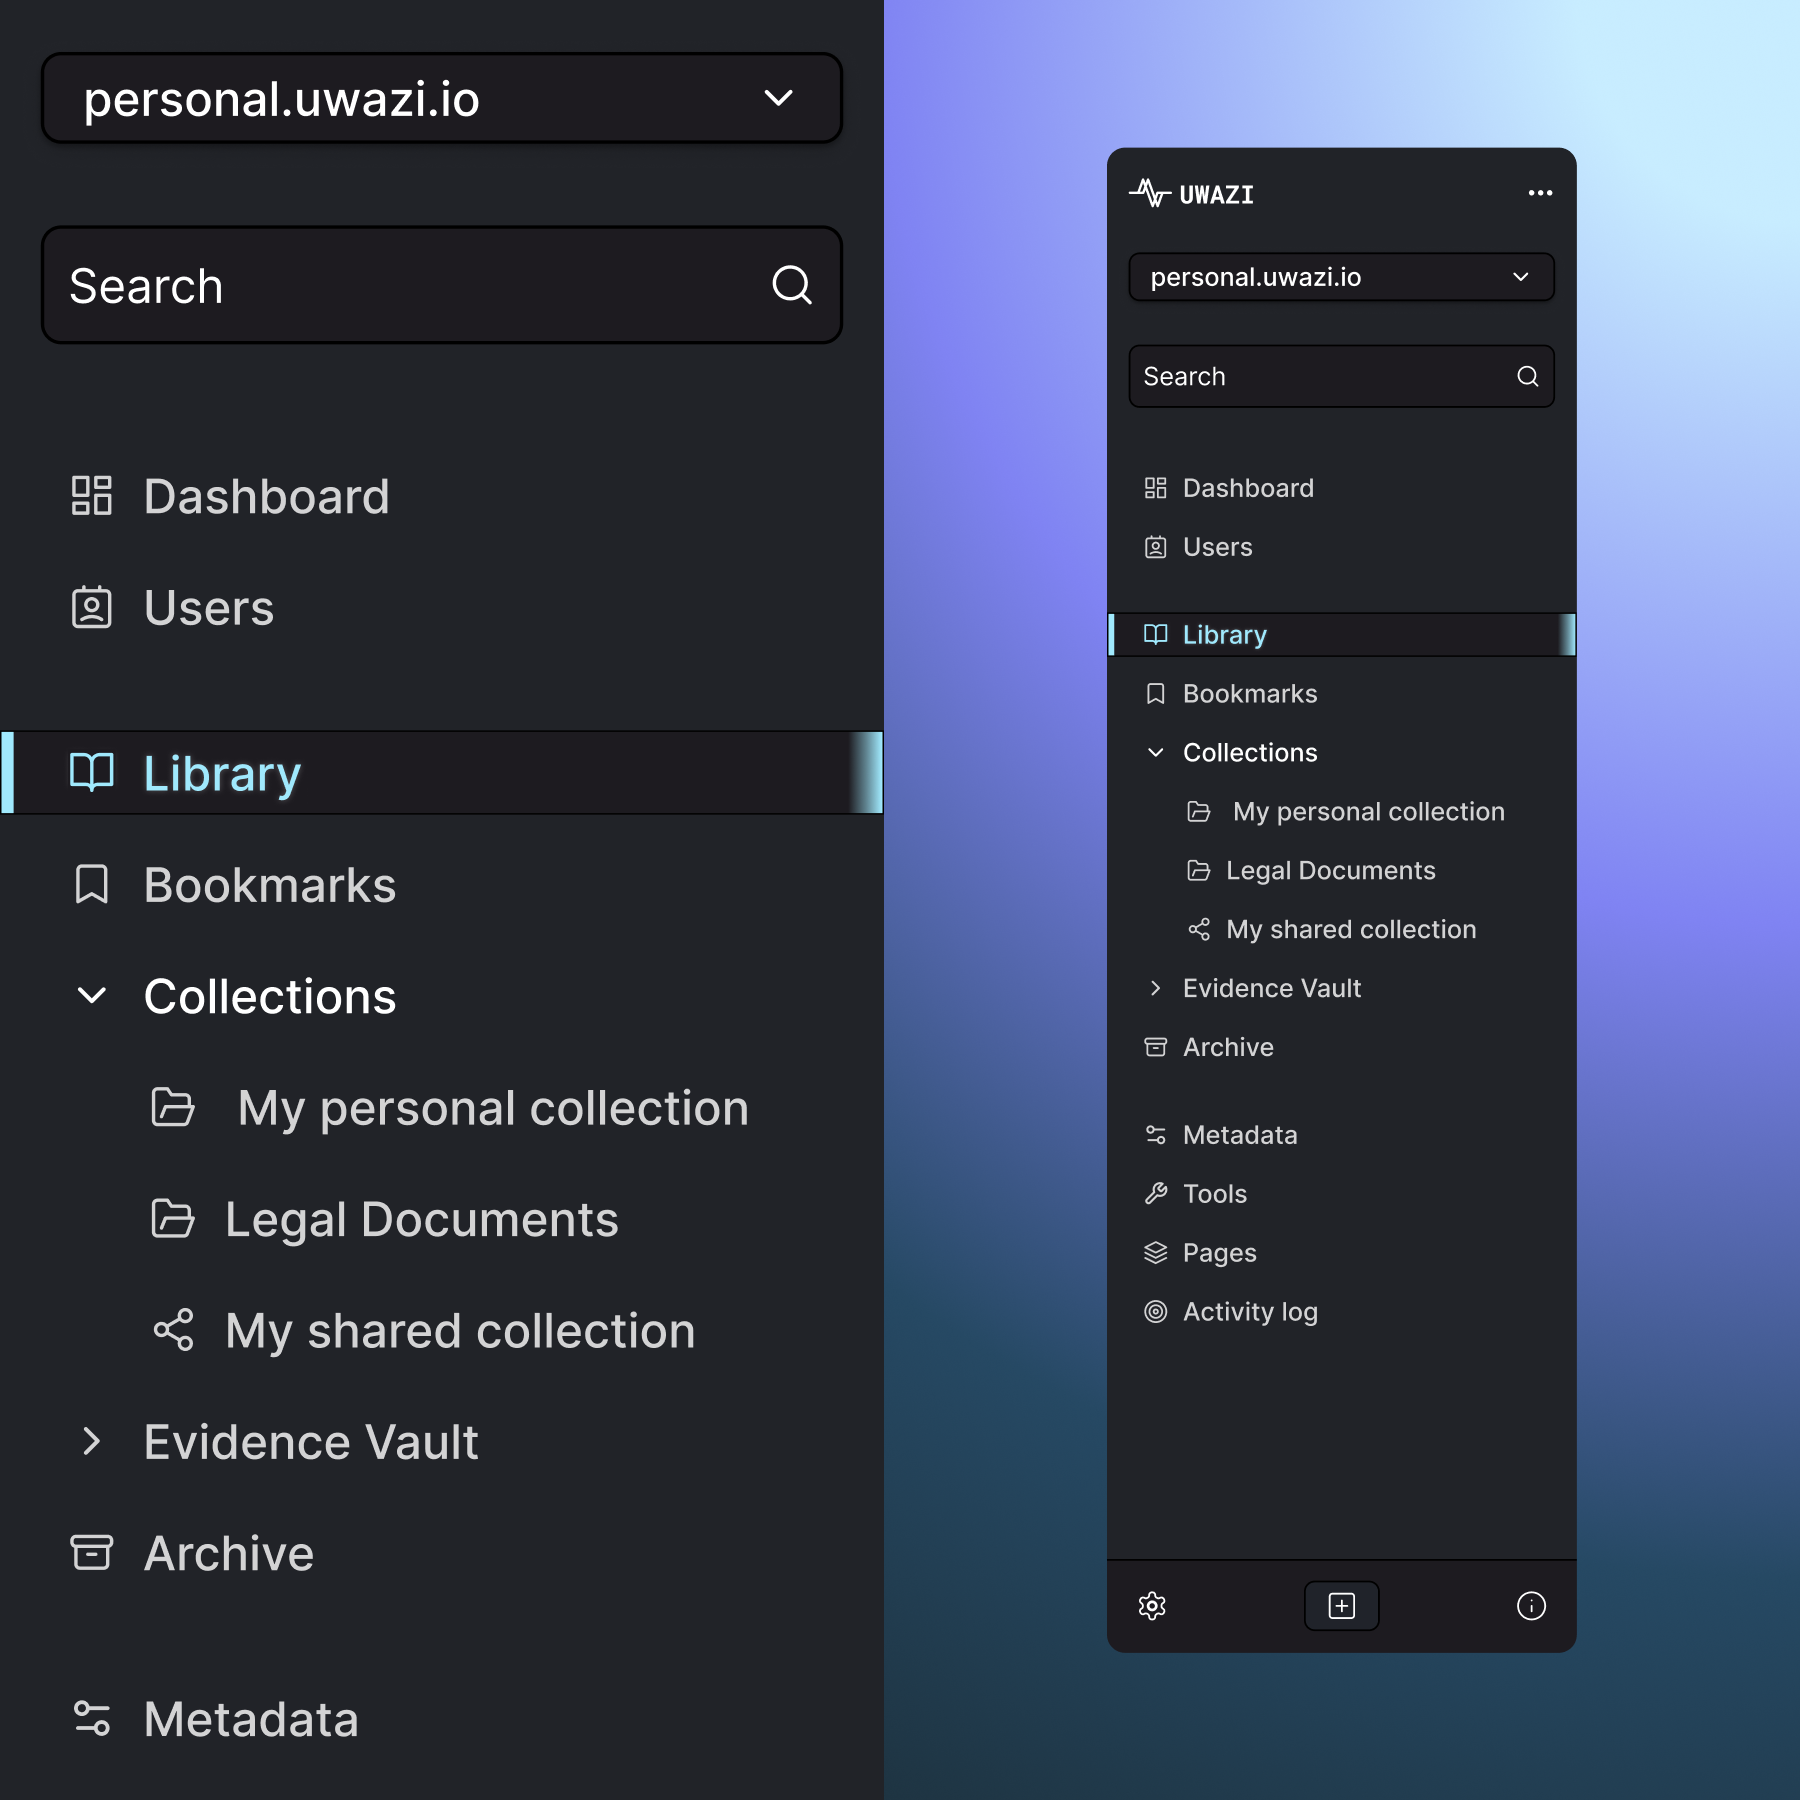 personal.uwazi.io
Search
Dashboard
Users
Library
Bookmarks
Collections
My personal collection
Legal Documents
My shared collection
Evidence Vault
Archive
Metadata
UWAZI
personal.uwazi.io
Search
Dashboard
Users
Library
Bookmarks
Collections
My personal collection
Legal Documents
My shared collection
Evidence Vault
Archive
Metadata
Tools
Pages
Activity log